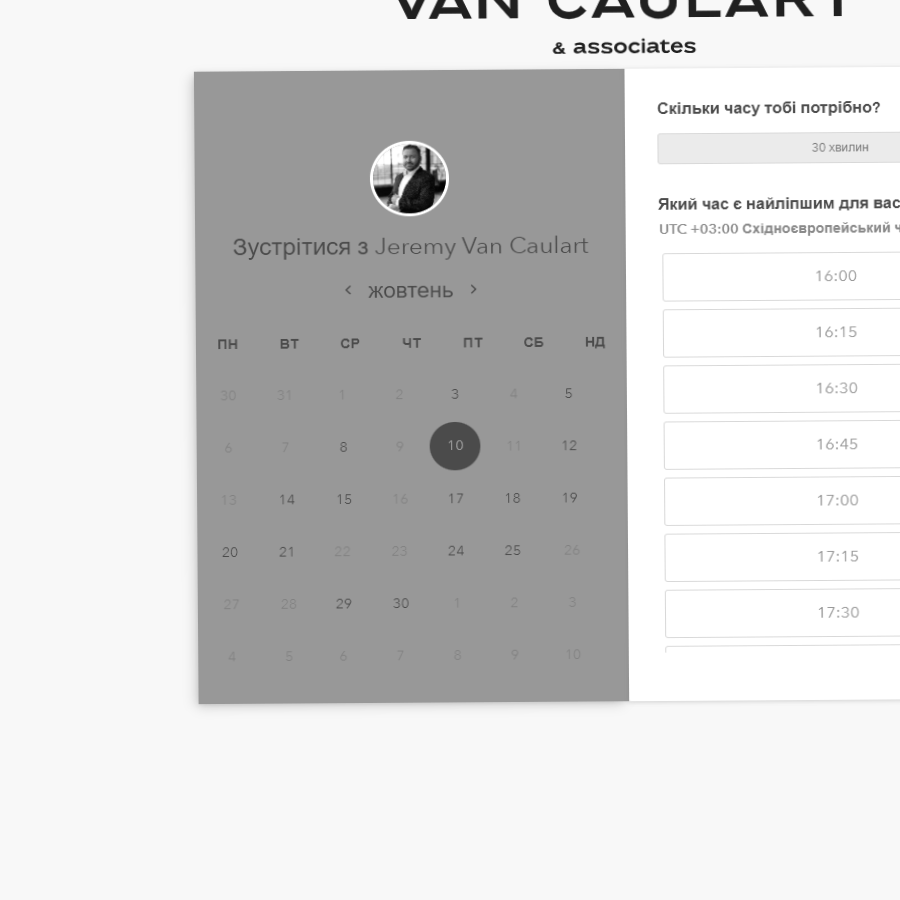 VAN CAULART
& associates
Зустрітися з Jeremy Van Caulart
жовтень
ПН ВТ СР ЧТ ПТ СБ НД
30 31 1 2 3 4 5
6 7 8 9 10 11 12
13 14 15 16 17 18 19
20 21 22 23 24 25 26
27 28 29 30 1 2 3
4 5 6 7 8 9 10
Скільки часу тобі потрібно?
30 хвилин
Який час є найліпшим для вас
UTC +03:00 Східноєвропейський ч
16:00
16:15
16:30
16:45
17:00
17:15
17:30